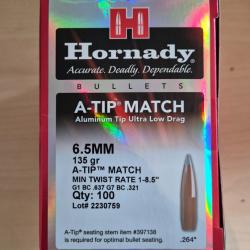 H
Hornady
Accurate. Deadly. Dependable.
BULLETS
A-TIP® MATCH
Aluminum Tip Ultra Low Drag
6.5MM
135 gr
A-TIP™ MATCH
MIN TWIST RATE 1-8.5"
G1 BC .637 G7 BC .321
Qty: 100
Lot# 2230759
.264"
A-Tip® seating stem item #397138
is required for optimal bullet seating.